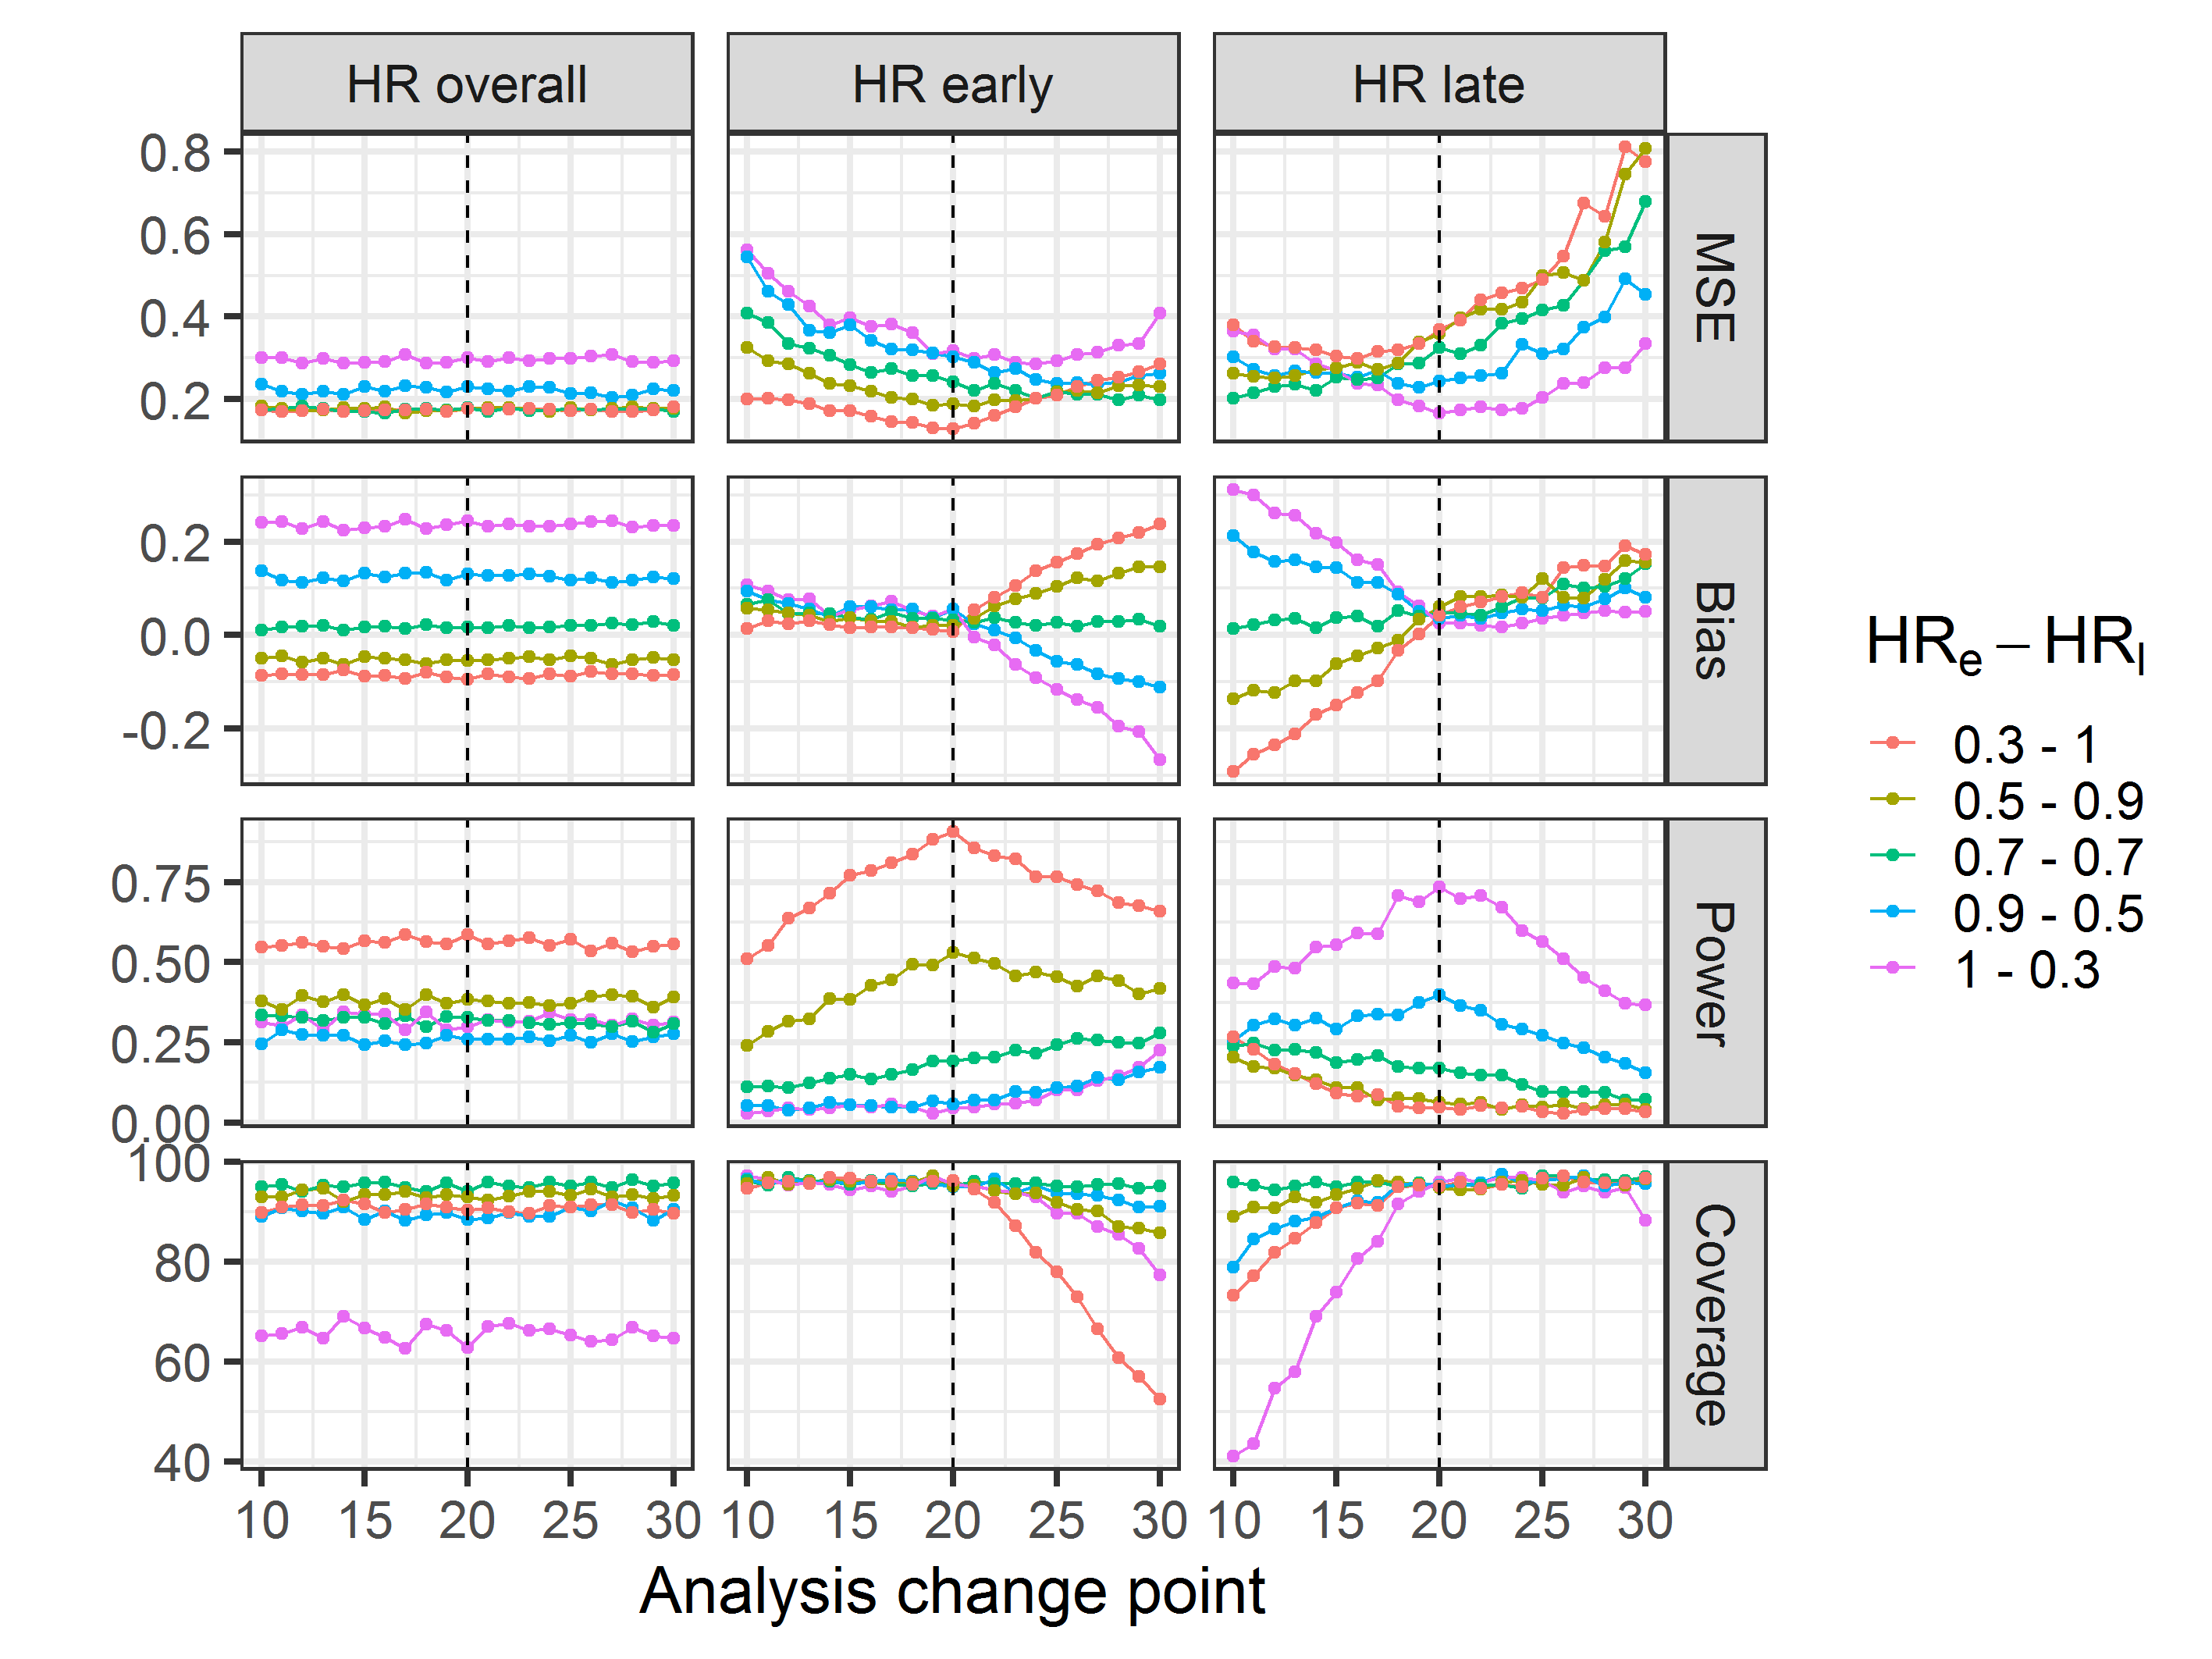 HR overall HR early HR late
0.8
0.6
0.4
0.2
MSE
0.2
0.0
-0.2
Bias
0.75
0.50
0.25
0.00
Power
100
80
60
40
Coverage
10 15 20 25 30 10 15 20 25 30 10 15 20 25 30
Analysis change point
HRe – HRl
0.3 - 1
0.5 - 0.9
0.7 - 0.7
0.9 - 0.5
1 - 0.3